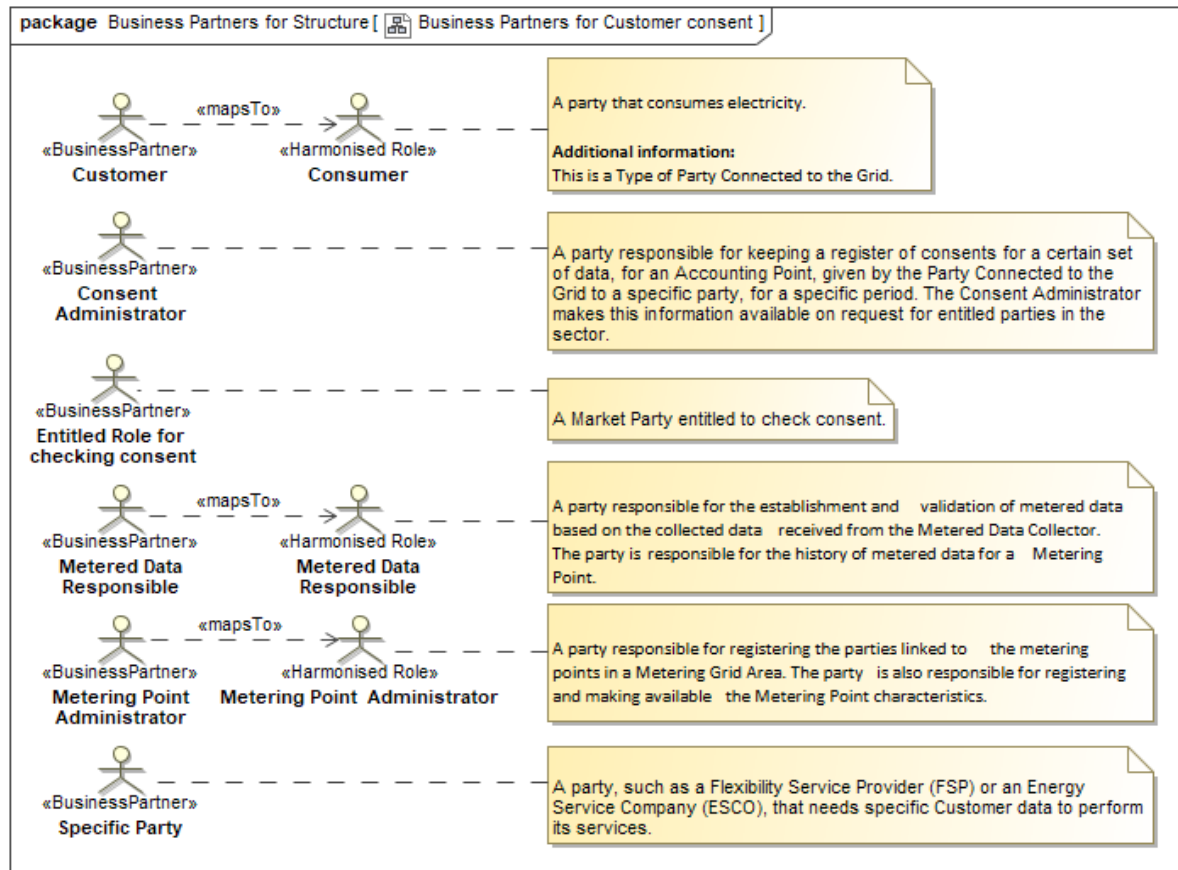 package Business Partners for Structure [ Business Partners for Customer consent ]
«mapsTo»
«BusinessPartner»
Customer
«Harmonised Role»
Consumer
A party that consumes electricity.
Additional information:
This is a Type of Party Connected to the Grid.
«BusinessPartner»
Consent
Administrator
A party responsible for keeping a register of consents for a certain set
of data, for an Accounting Point, given by the Party Connected to the
Grid to a specific party, for a specific period. The Consent Administrator
makes this information available on request for entitled parties in the
sector.
«BusinessPartner»
Entitled Role for
checking consent
A Market Party entitled to check consent.
«mapsTo»
«BusinessPartner»
Metered Data
Responsible
«Harmonised Role»
Metered Data
Responsible
A party responsible for the establishment and validation of metered data
based on the collected data received from the Metered Data Collector.
The party is responsible for the history of metered data for a Metering
Point.
«mapsTo»
«BusinessPartner»
Metering Point
Administrator
«Harmonised Role»
Metering Point Administrator
A party responsible for registering the parties linked to the metering
points in a Metering Grid Area. The party is also responsible for registering
and making available the Metering Point characteristics.
«BusinessPartner»
Specific Party
A party, such as a Flexibility Service Provider (FSP) or an Energy
Service Company (ESCO), that needs specific Customer data to perform
its services.